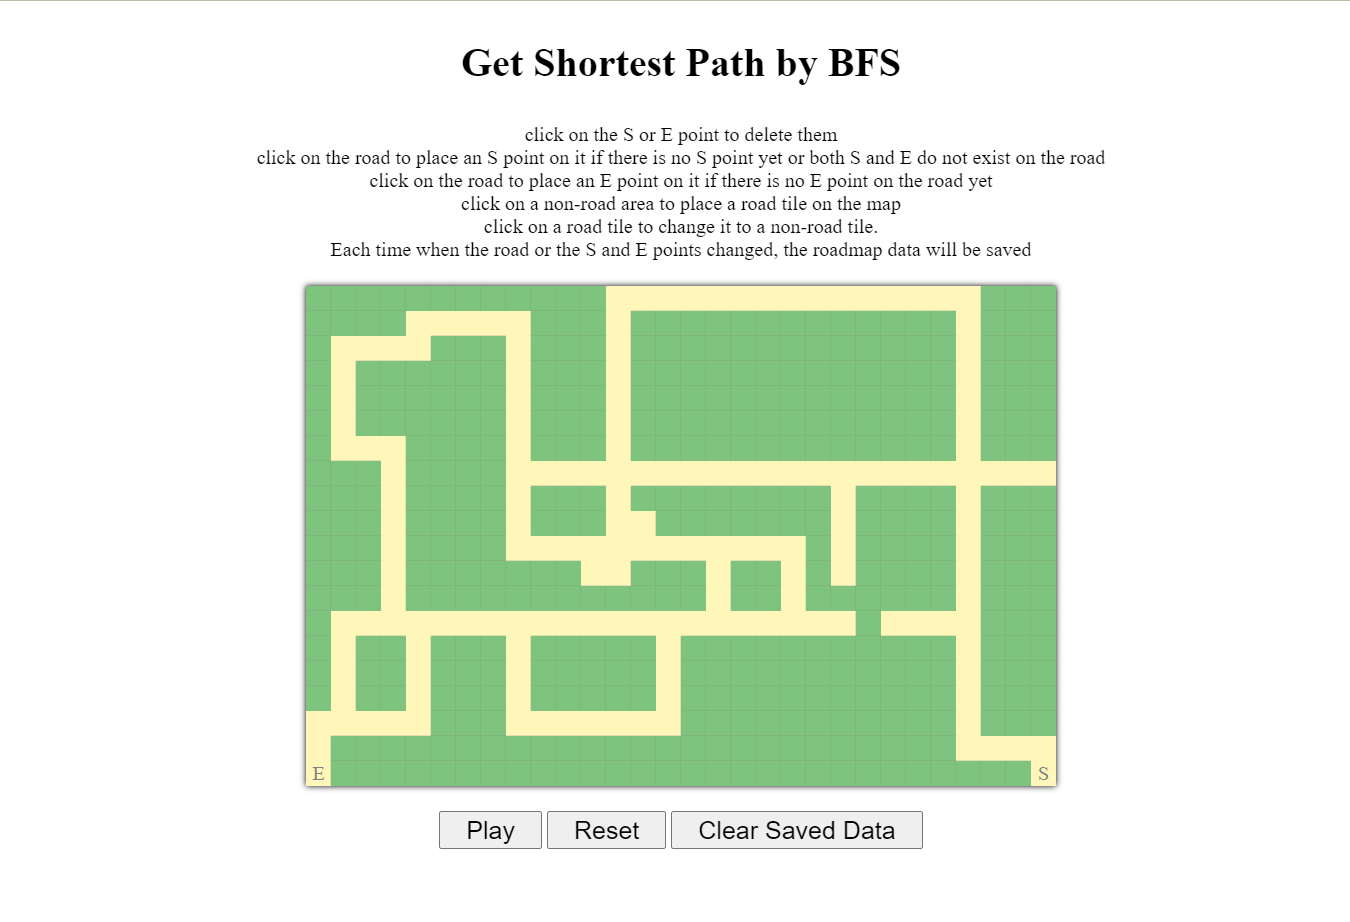 Get Shortest Path by BFS
click on the S or E point to delete them
click on the road to place an S point on it if there is no S point yet or both S and E do not exist on the road
click on the road to place an E point on it if there is no E point on the road yet
click on a non-road area to place a road tile on the map
click on a road tile to change it to a non-road tile.
Each time when the road or the S and E points changed, the roadmap data will be saved
E S
Play Reset Clear Saved Data